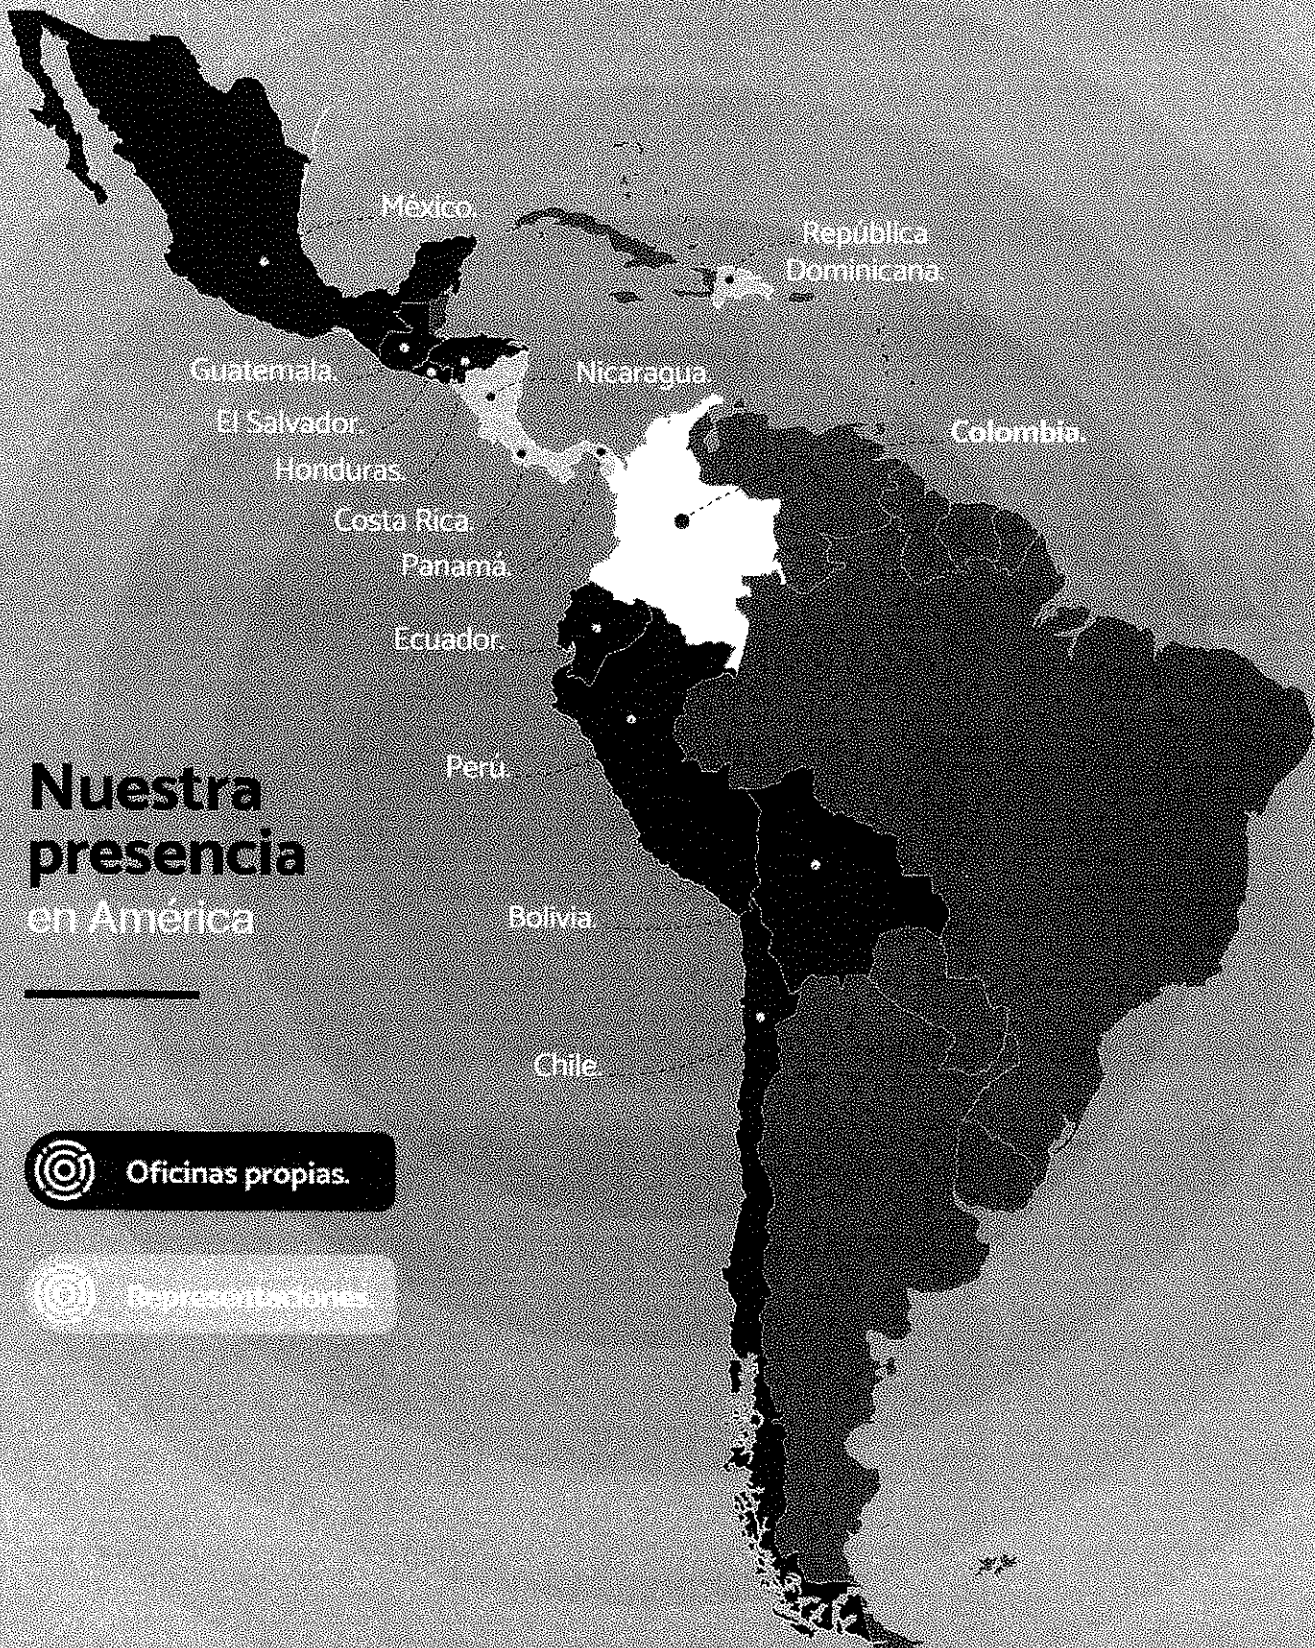 México.
República
Dominicana.
Guatemala.
Nicaragua.
El Salvador.
Colombia.
Honduras.
Costa Rica.
Panamá.
Ecuador.
Perú.
Nuestra
presencia
en América
Bolivia.
Chile.
Oficinas propias.
Representaciones.